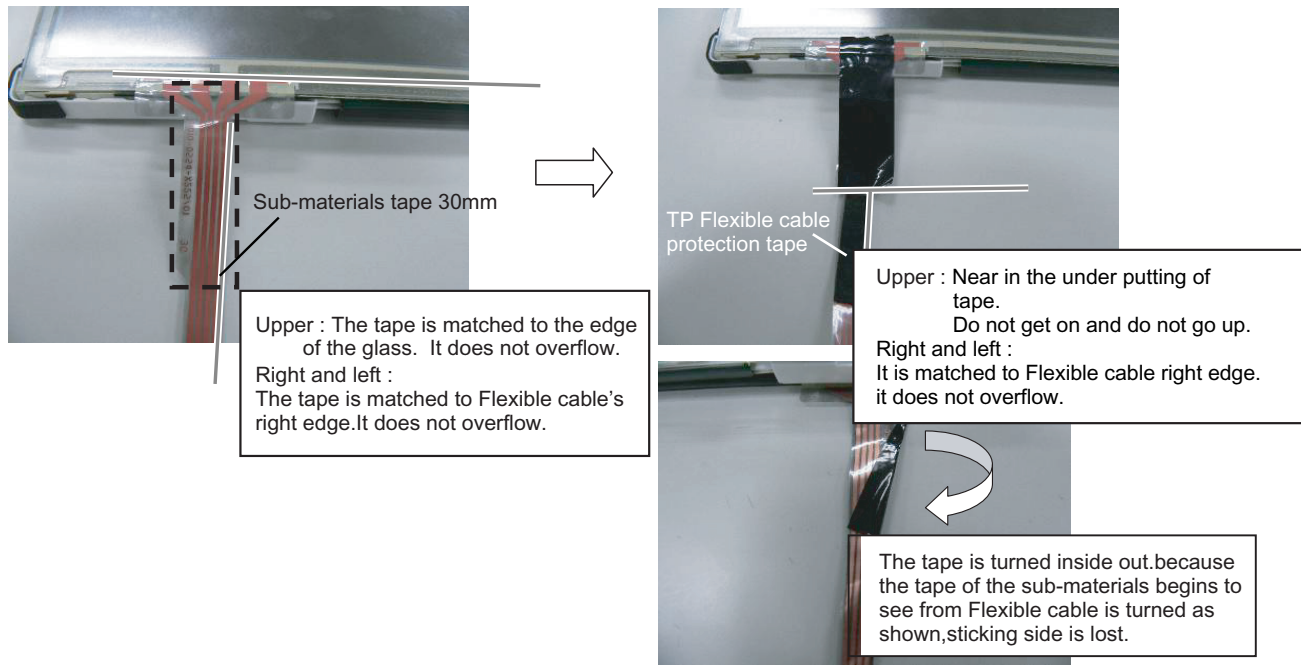 Sub-materials tape 30mm
Upper : The tape is matched to the edge
of the glass. It does not overflow.
Right and left :
The tape is matched to Flexible cable's
right edge.It does not overflow.
TP Flexible cable
protection tape
Upper : Near in the under putting of
tape.
Do not get on and do not go up.
Right and left :
It is matched to Flexible cable right edge.
it does not overflow.
The tape is turned inside out.because
the tape of the sub-materials begins to
see from Flexible cable is turned as
shown,sticking side is lost.